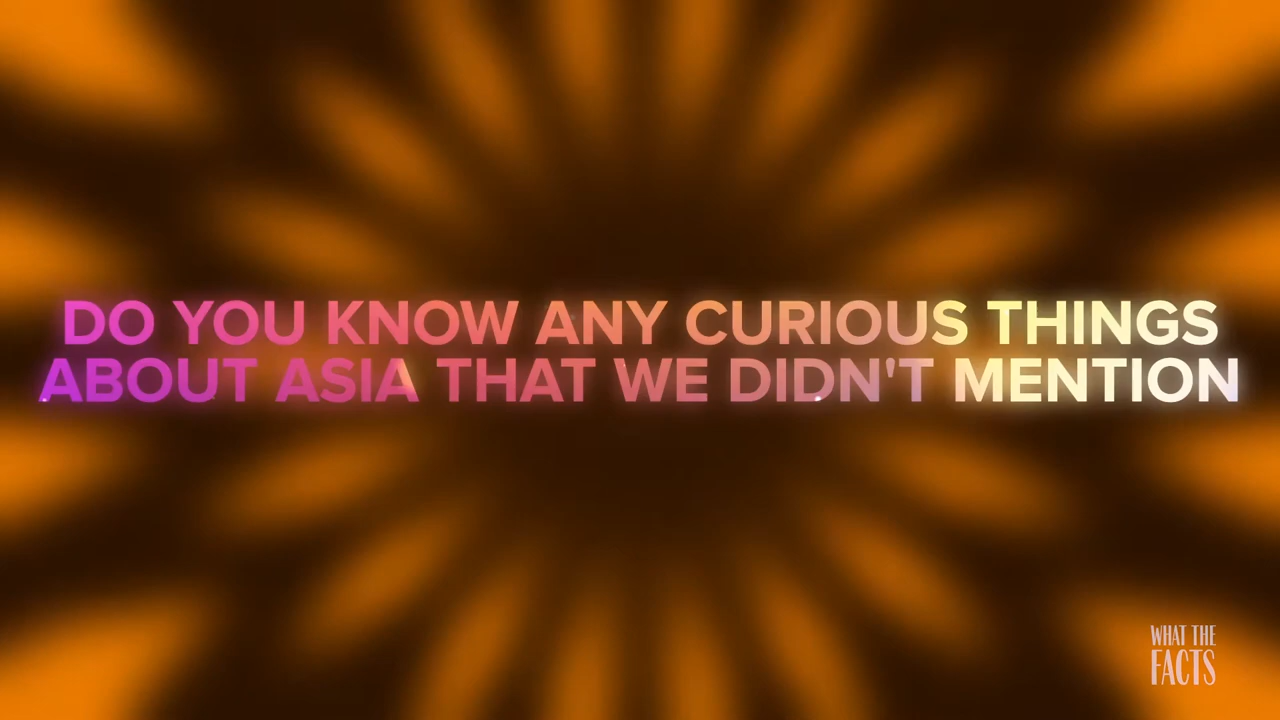 DO YOU KNOW ANY CURIOUS THINGS
ABOUT ASIA THAT WE DIDN'T MENTION
WHAT THE
FACTS